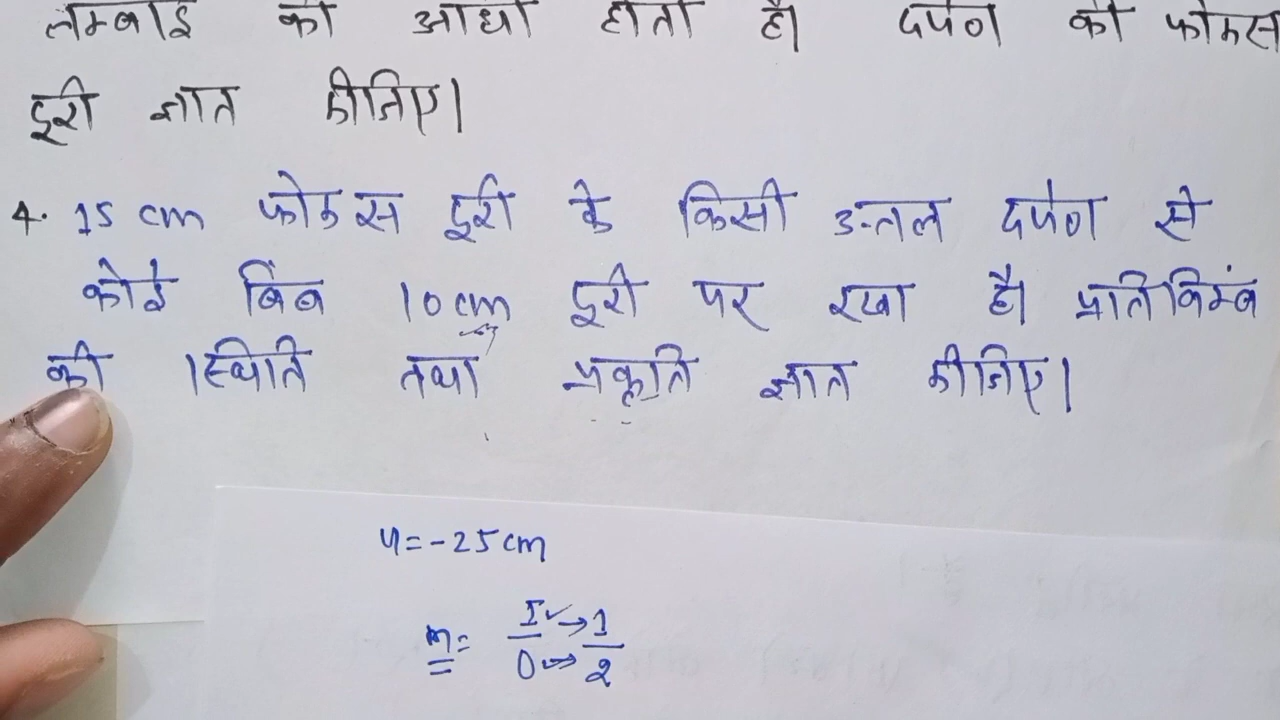 लम्बाई की आधी होती है। दर्पण की फोकस
दूरी ज्ञात कीजिए।
4. 15 cm फोकस दूरी के किसी उत्तल दर्पण से
कोई बिंब 10 cm दूरी पर रखा है। प्रतिबिम्ब
की स्थिति तथा प्रकृति ज्ञात कीजिए।
u = -25 cm
m = I/O → 1/2